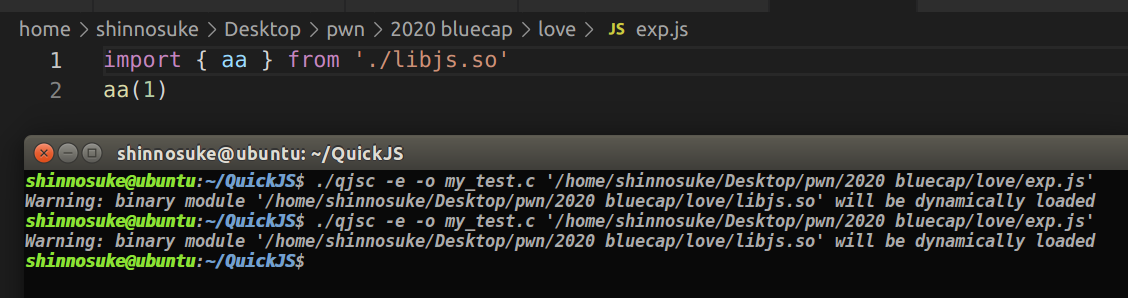 home > shinnosuke > Desktop > pwn > 2020 bluecap > love > JS exp.js
1 import { aa } from './libjs.so'
2 aa(1)
shinnosuke@ubuntu: ~/QuickJS
shinnosuke@ubuntu:~/QuickJS$ ./qjsc -e -o my_test.c '/home/shinnosuke/Desktop/pwn/2020 bluecap/love/exp.js'
Warning: binary module '/home/shinnosuke/Desktop/pwn/2020 bluecap/love/libjs.so' will be dynamically loaded
shinnosuke@ubuntu:~/QuickJS$ ./qjsc -e -o my_test.c '/home/shinnosuke/Desktop/pwn/2020 bluecap/love/exp.js'
Warning: binary module '/home/shinnosuke/Desktop/pwn/2020 bluecap/love/libjs.so' will be dynamically loaded
shinnosuke@ubuntu:~/QuickJS$